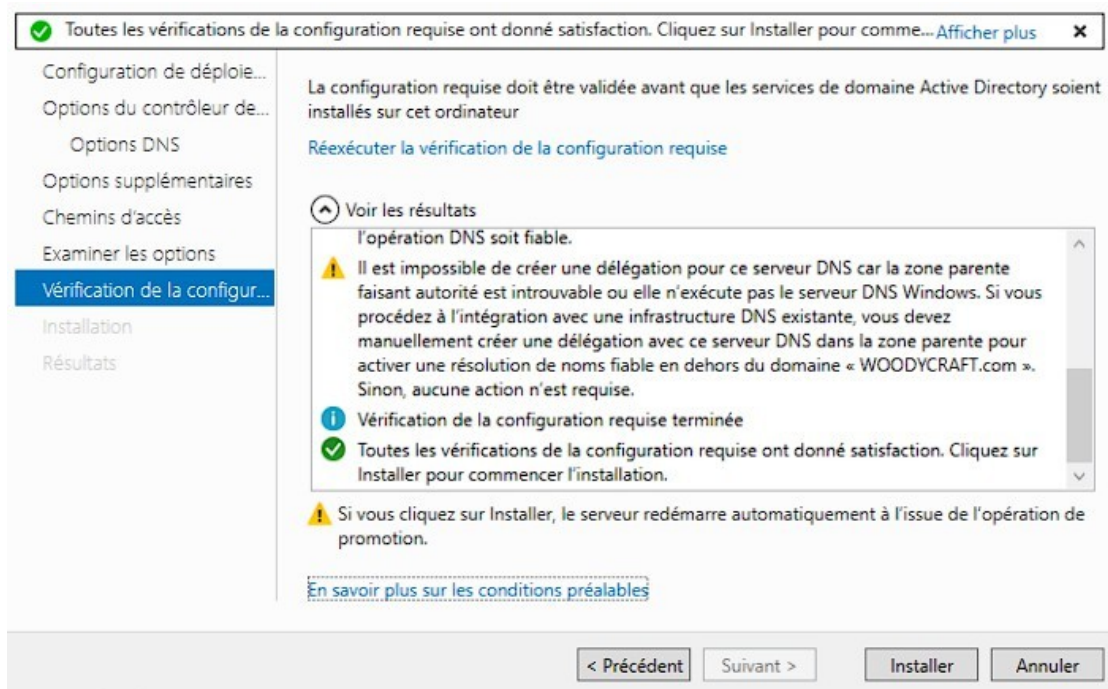 Toutes les vérifications de la configuration requise ont donné satisfaction. Cliquez sur Installer pour comme... Afficher plus
Configuration de déploie...
Options du contrôleur de...
Options DNS
Options supplémentaires
Chemins d'accès
Examiner les options
Vérification de la configur...
Installation
Résultats
La configuration requise doit être validée avant que les services de domaine Active Directory soient
installés sur cet ordinateur
Réexécuter la vérification de la configuration requise
Voir les résultats
l'opération DNS soit fiable.
Il est impossible de créer une délégation pour ce serveur DNS car la zone parente
faisant autorité est introuvable ou elle n'exécute pas le serveur DNS Windows. Si vous
procédez à l'intégration avec une infrastructure DNS existante, vous devez
manuellement créer une délégation avec ce serveur DNS dans la zone parente pour
activer une résolution de noms fiable en dehors du domaine « WOODYCRAFT.com ».
Sinon, aucune action n'est requise.
Vérification de la configuration requise terminée
Toutes les vérifications de la configuration requise ont donné satisfaction. Cliquez sur
Installer pour commencer l'installation.
Si vous cliquez sur Installer, le serveur redémarre automatiquement à l'issue de l'opération de
promotion.
En savoir plus sur les conditions préalables
< Précédent
Suivant >
Installer
Annuler